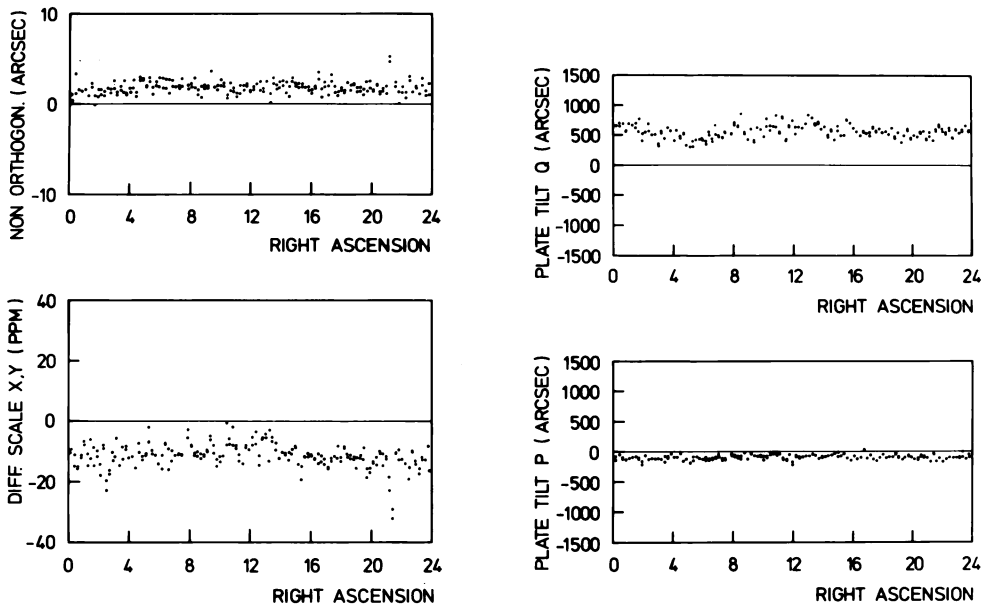 NON ORTHOGON. (ARCSEC)
10
0
-10
0 4 8 12 16 20 24
RIGHT ASCENSION
PLATE TILT Q (ARCSEC)
1500
1000
500
0
-500
-1000
-1500
0 4 8 12 16 20 24
RIGHT ASCENSION
DIFF. SCALE X,Y (PPM)
40
20
0
-20
-40
0 4 8 12 16 20 24
RIGHT ASCENSION
PLATE TILT P (ARCSEC)
1500
1000
500
0
-500
-1000
-1500
0 4 8 12 16 20 24
RIGHT ASCENSION